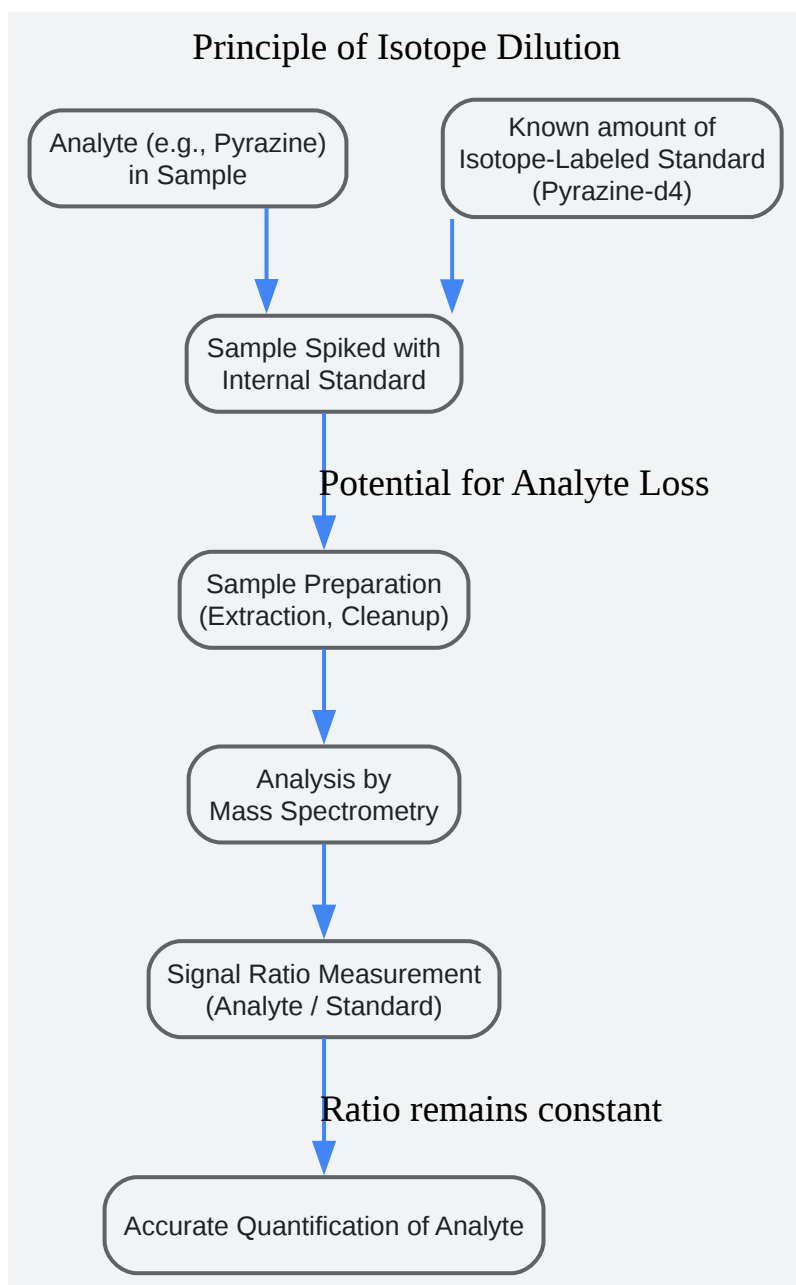 Principle of Isotope Dilution
Analyte (e.g., Pyrazine)
in Sample
Known amount of
Isotope-Labeled Standard
(Pyrazine-d4)
Sample Spiked with
Internal Standard
Potential for Analyte Loss
Sample Preparation
(Extraction, Cleanup)
Analysis by
Mass Spectrometry
Signal Ratio Measurement
(Analyte / Standard)
Ratio remains constant
Accurate Quantification of Analyte